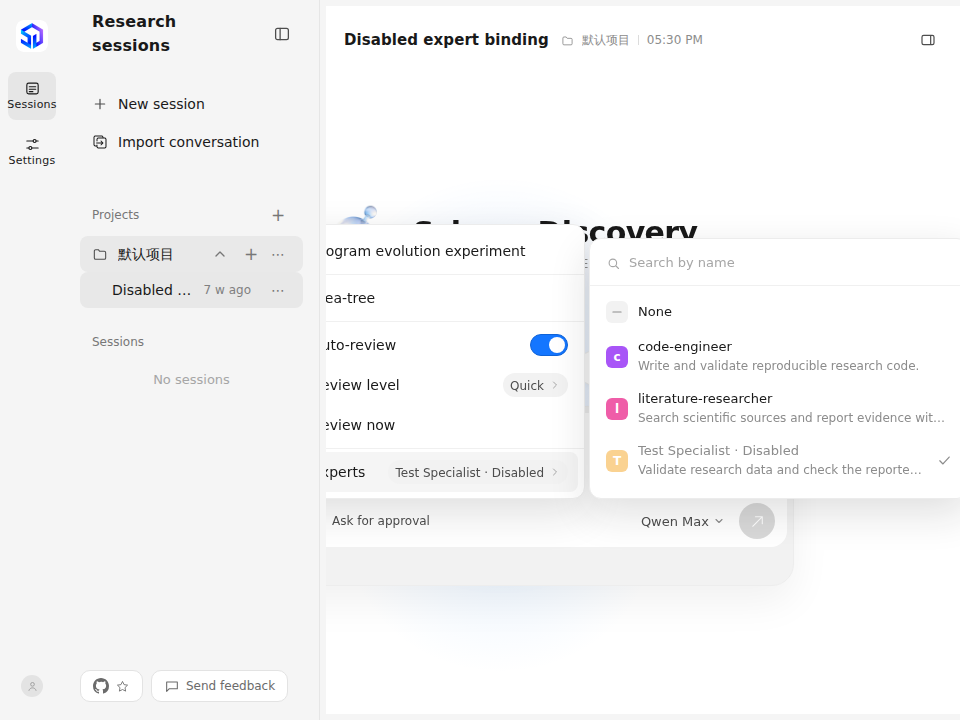 Research
sessions
Sessions
Settings
New session
Import conversation
Projects
默认项目
Disabled ...
7 w ago
Sessions
No sessions
Send feedback
Disabled expert binding
默认项目
05:30 PM
Discovery
ogram evolution experiment
ea-tree
uto-review
eview level
Quick
eview now
xperts
Test Specialist · Disabled
Search by name
None
c
code-engineer
Write and validate reproducible research code.
l
literature-researcher
Search scientific sources and report evidence wit...
T
Test Specialist · Disabled
Validate research data and check the reporte...
Ask for approval
Qwen Max